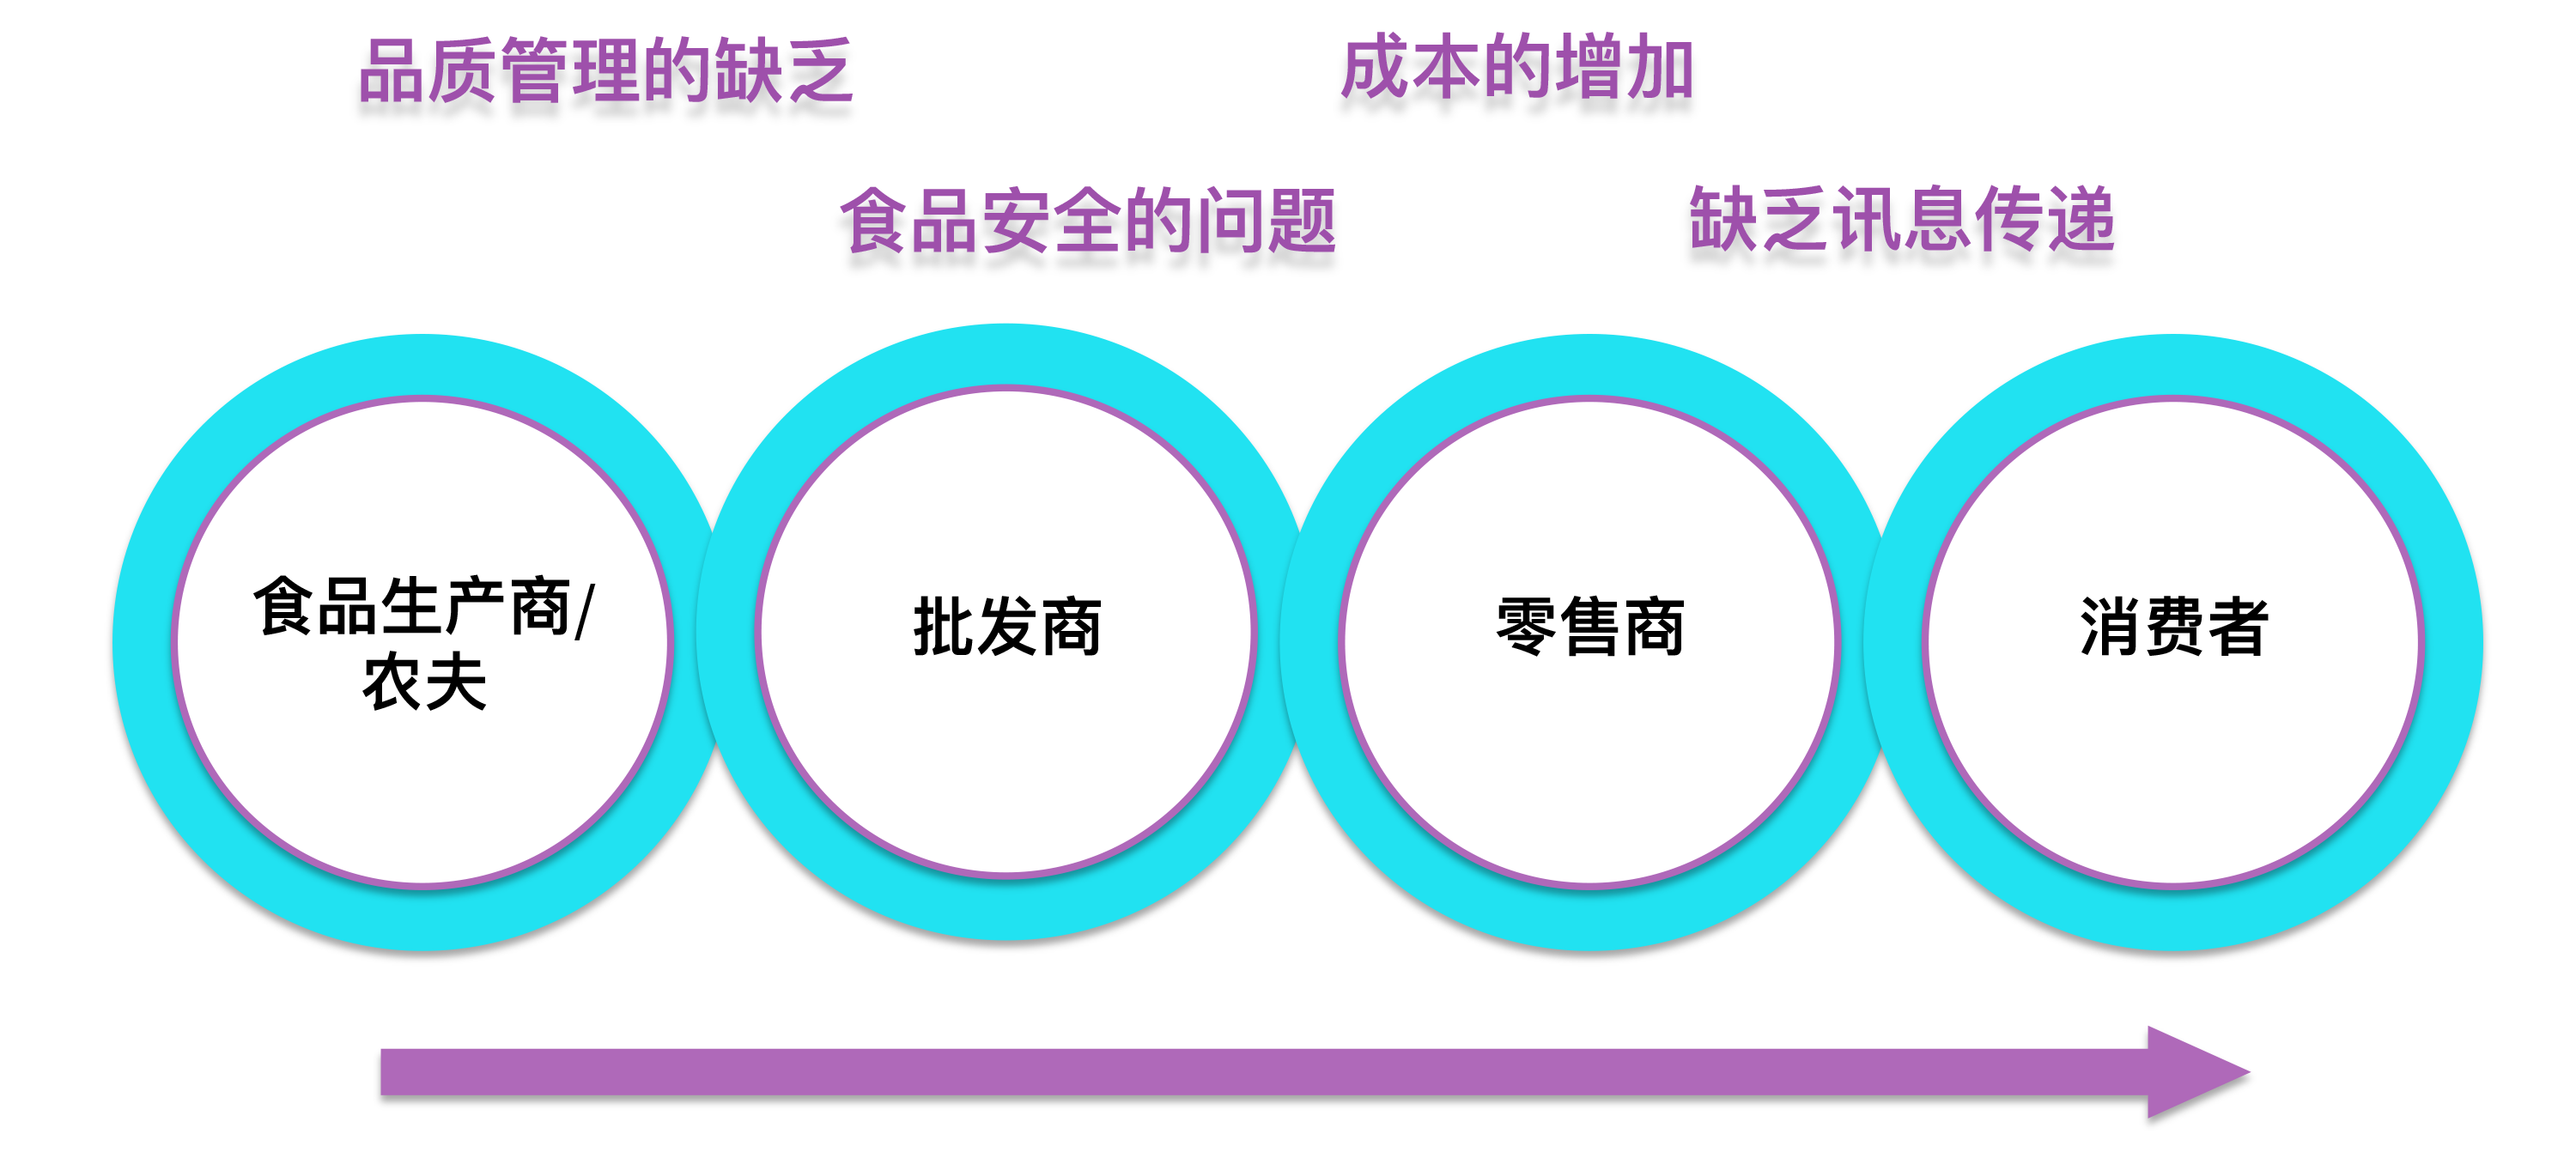 品质管理的缺乏
成本的增加
食品安全的问题
缺乏讯息传递
食品生产商/
农夫
批发商
零售商
消费者